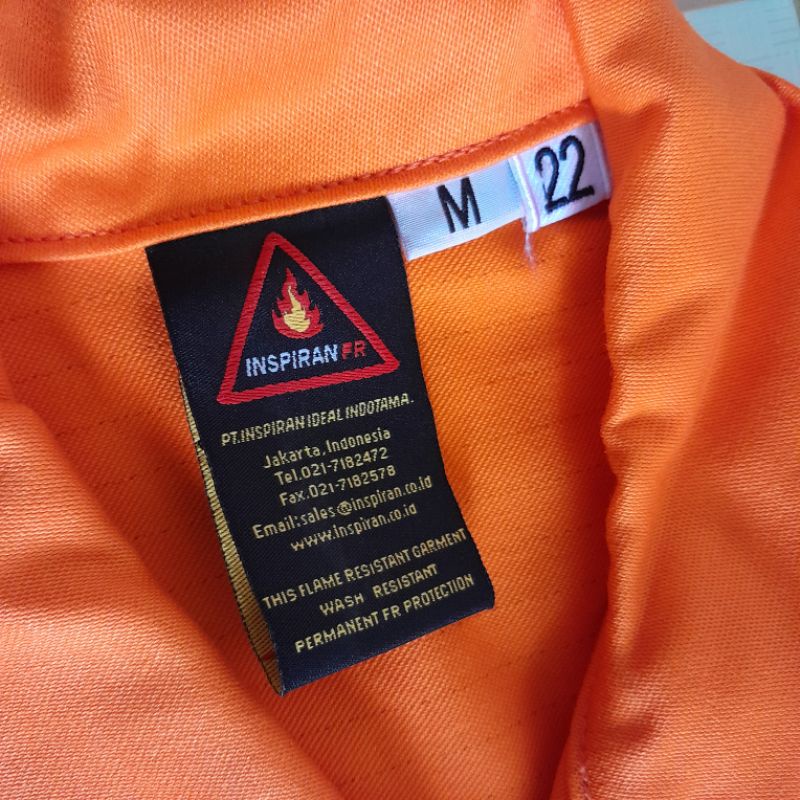 M
22
INSPIRAN FR
PT.INSPIRAN IDEAL INDOTAMA.
Jakarta, Indonesia
Tel.021-7182472
Fax.021-7182578
Email:sales@inspiran.co.id
www.inspiran.co.id
THIS FLAME RESISTANT GARMENT
WASH RESISTANT
PERMANENT FR PROTECTION